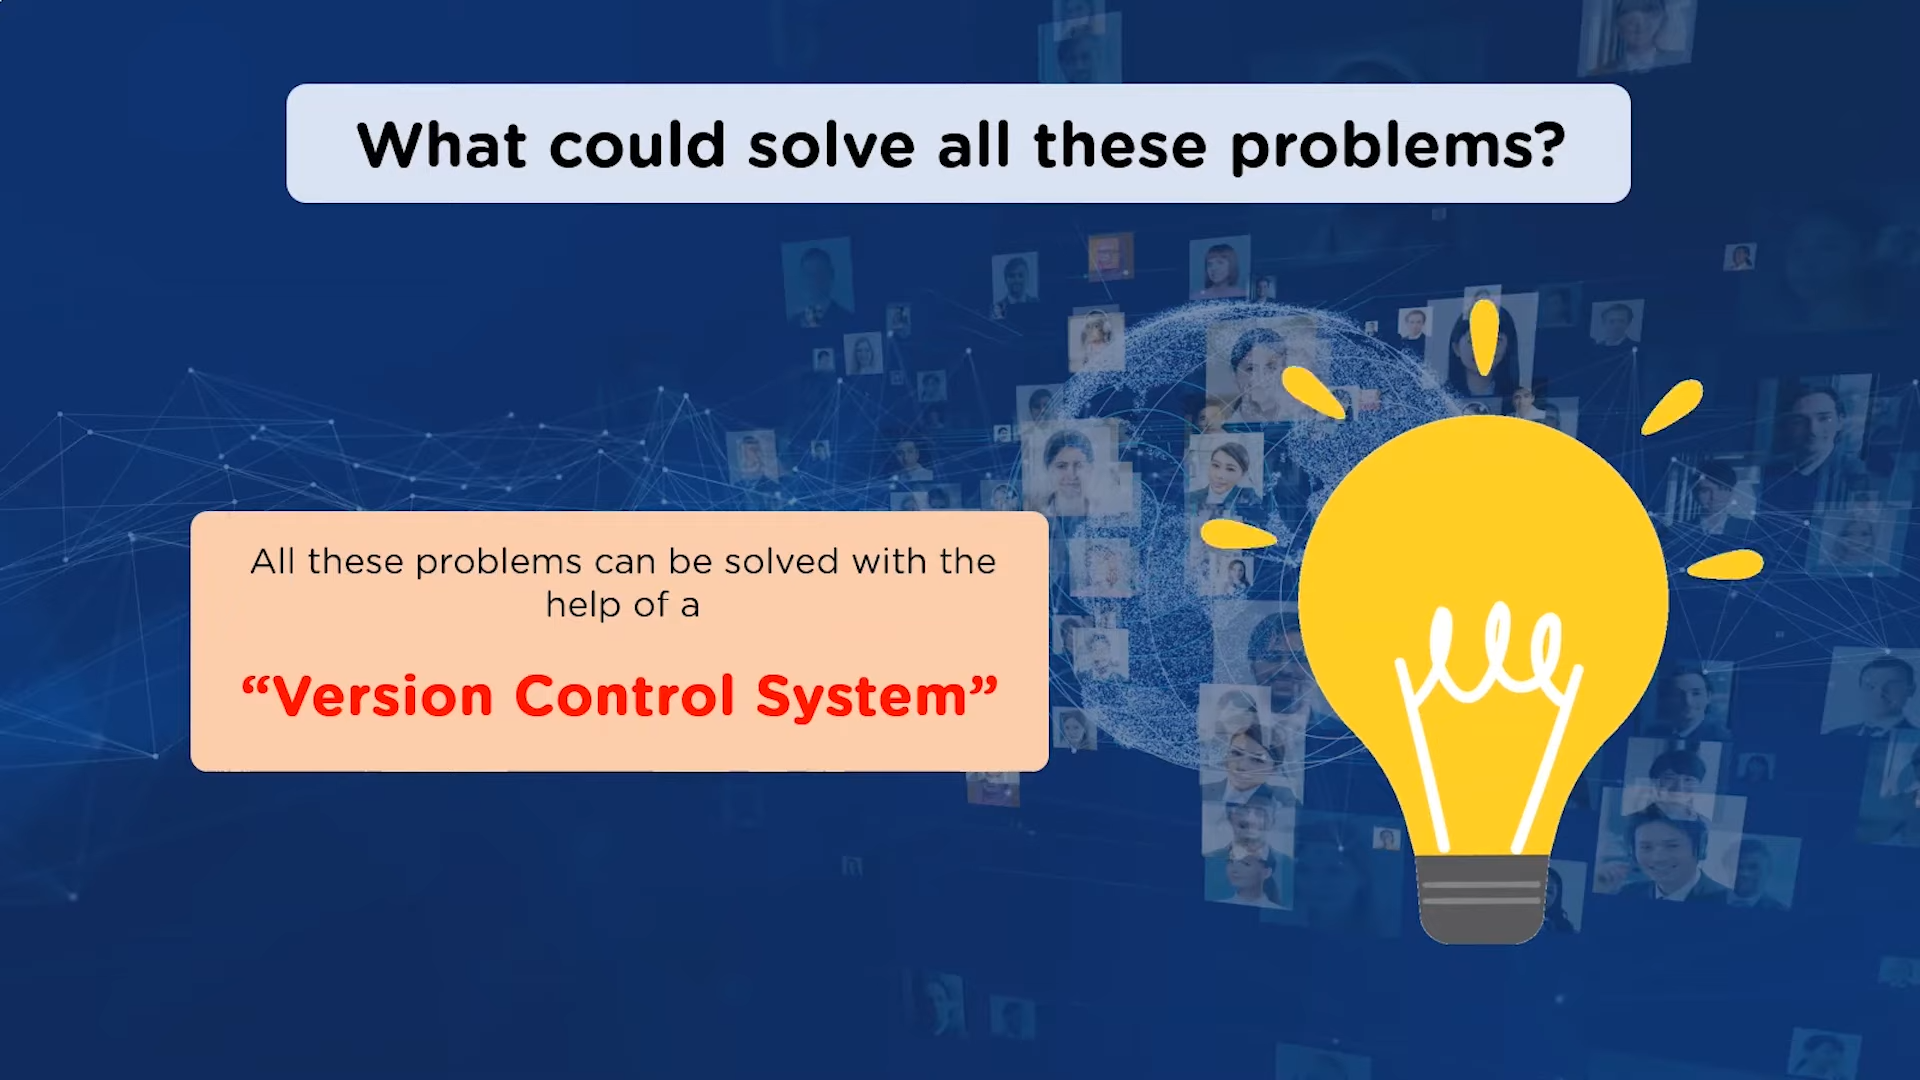 What could solve all these problems?
All these problems can be solved with the
help of a
“Version Control System”